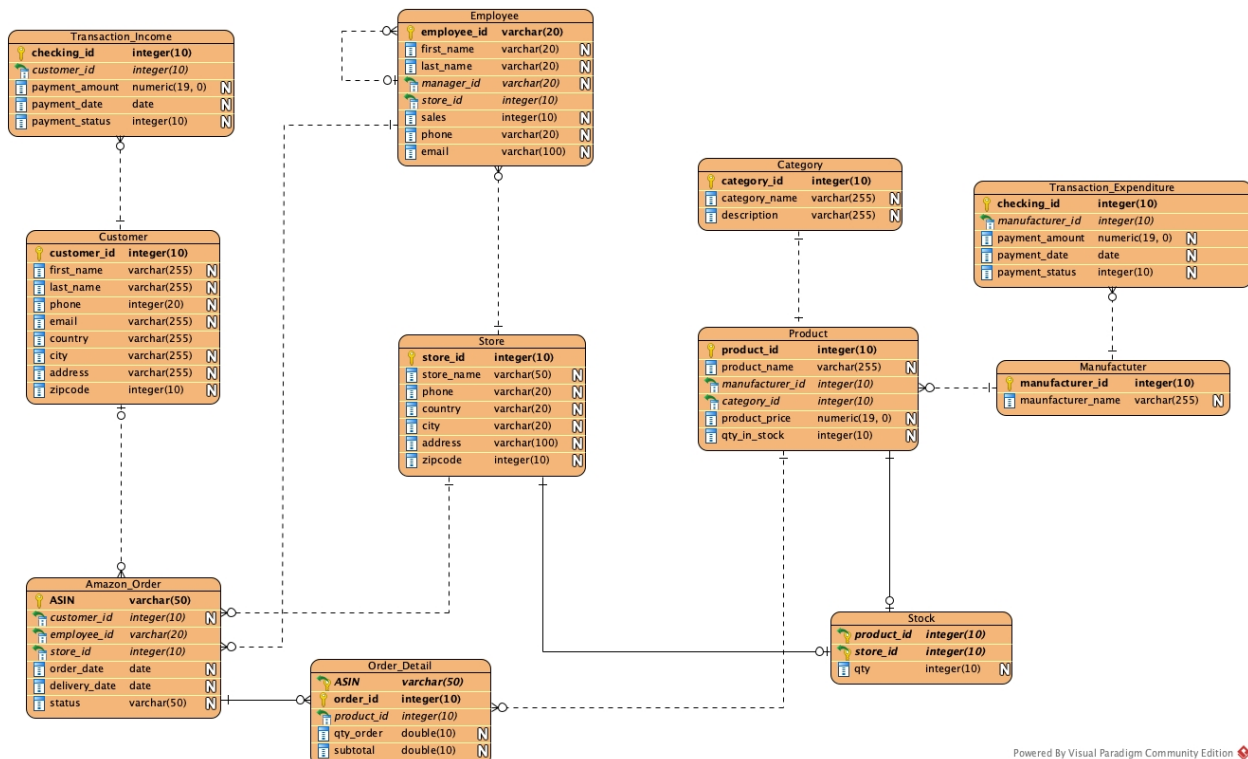 Transaction_Income
checking_id integer(10)
customer_id integer(10)
payment_amount numeric(19, 0) N
payment_date date N
payment_status integer(10) N
Employee
employee_id varchar(20)
first_name varchar(20) N
last_name varchar(20) N
manager_id varchar(20) N
store_id integer(10)
sales integer(10) N
phone varchar(20) N
email varchar(100) N
Category
category_id integer(10)
category_name varchar(255) N
description varchar(255) N
Transaction_Expenditure
checking_id integer(10)
manufacturer_id integer(10)
payment_amount numeric(19, 0) N
payment_date date N
payment_status integer(10) N
Customer
customer_id integer(10)
first_name varchar(255) N
last_name varchar(255) N
phone integer(20) N
email varchar(255) N
country varchar(255)
city varchar(255) N
address varchar(255) N
zipcode integer(10) N
Store
store_id integer(10)
store_name varchar(50) N
phone varchar(20) N
country varchar(20) N
city varchar(20) N
address varchar(100) N
zipcode integer(10) N
Product
product_id integer(10)
product_name varchar(255) N
manufacturer_id integer(10)
category_id integer(10)
product_price numeric(19, 0) N
qty_in_stock integer(10) N
Manufactuter
manufacturer_id integer(10)
maunfacturer_name varchar(255) N
Amazon_Order
ASIN varchar(50)
customer_id integer(10) N
employee_id varchar(20)
store_id integer(10)
order_date date N
delivery_date date N
status varchar(50) N
Order_Detail
ASIN varchar(50)
order_id integer(10)
product_id integer(10)
qty_order double(10) N
subtotal double(10) N
Stock
product_id integer(10)
store_id integer(10)
qty integer(10) N
Powered By Visual Paradigm Community Edition